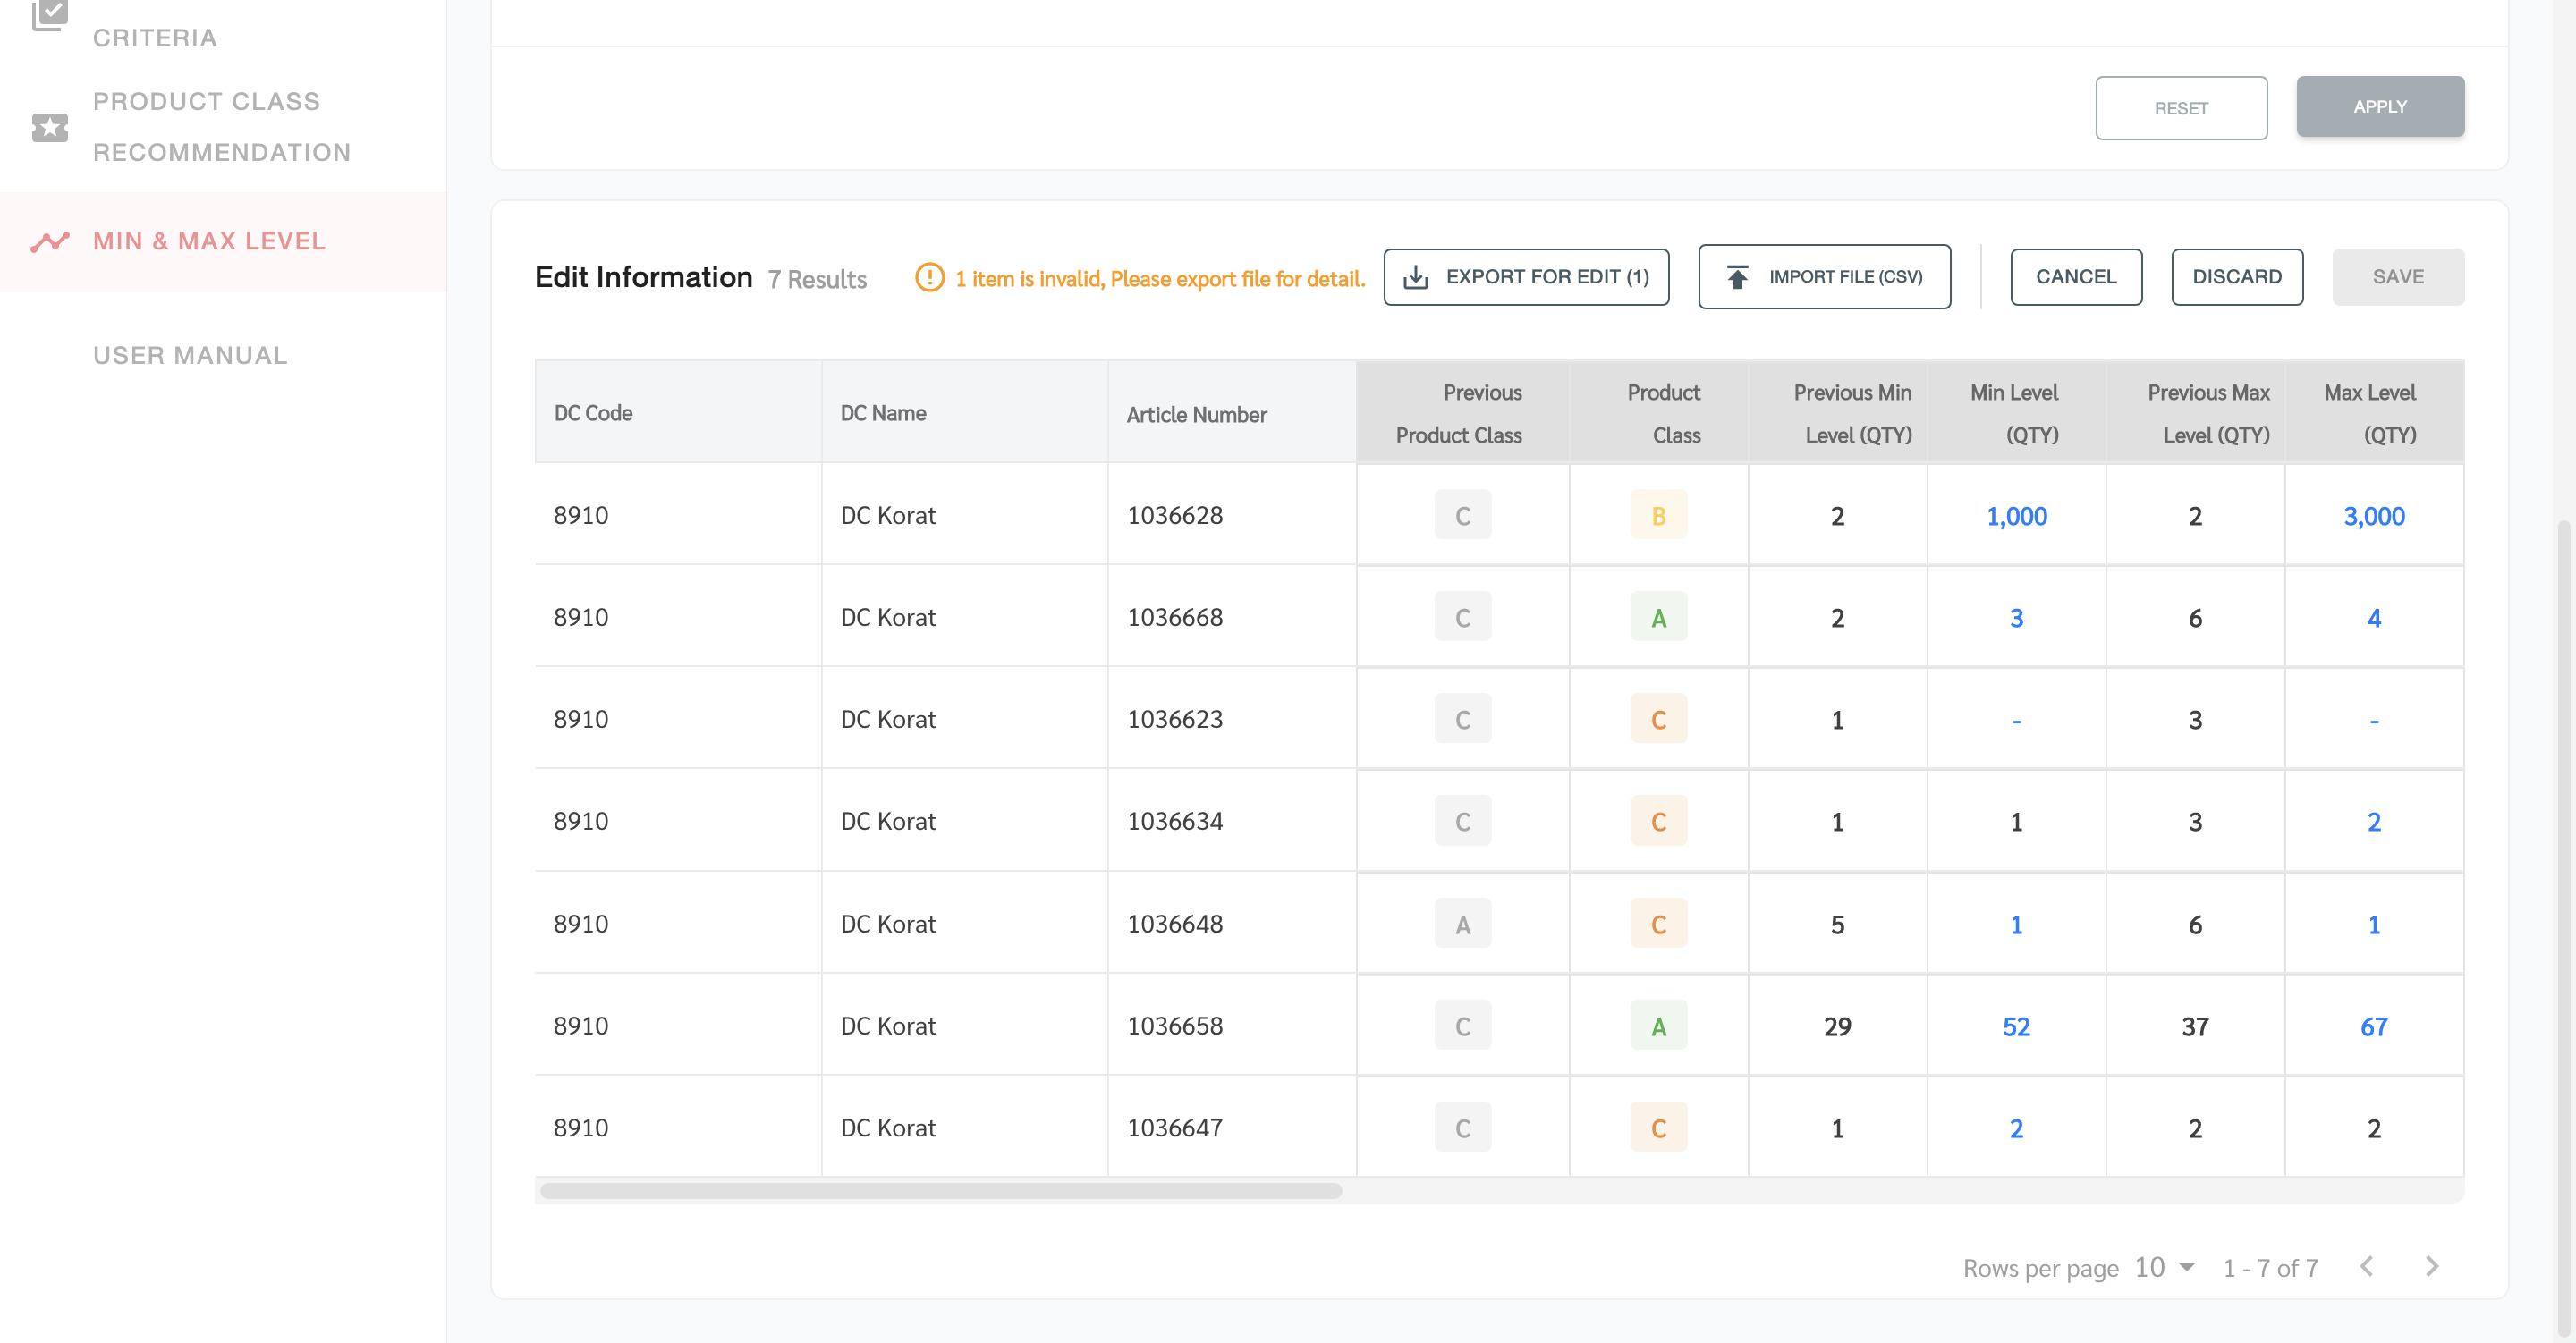 CRITERIA
PRODUCT CLASS
RECOMMENDATION
MIN & MAX LEVEL
USER MANUAL
RESET
APPLY
Edit Information 7 Results
1 item is invalid, Please export file for detail.
EXPORT FOR EDIT (1)
IMPORT FILE (CSV)
CANCEL
DISCARD
SAVE
DC Code
DC Name
Article Number
Previous
Product Class
Product
Class
Previous Min
Level (QTY)
Min Level
(QTY)
Previous Max
Level (QTY)
Max Level
(QTY)
8910 DC Korat 1036628 C B 2 1,000 2 3,000
8910 DC Korat 1036668 C A 2 3 6 4
8910 DC Korat 1036623 C C 1 - 3 -
8910 DC Korat 1036634 C C 1 1 3 2
8910 DC Korat 1036648 A C 5 1 6 1
8910 DC Korat 1036658 C A 29 52 37 67
8910 DC Korat 1036647 C C 1 2 2 2
Rows per page 10 1 - 7 of 7